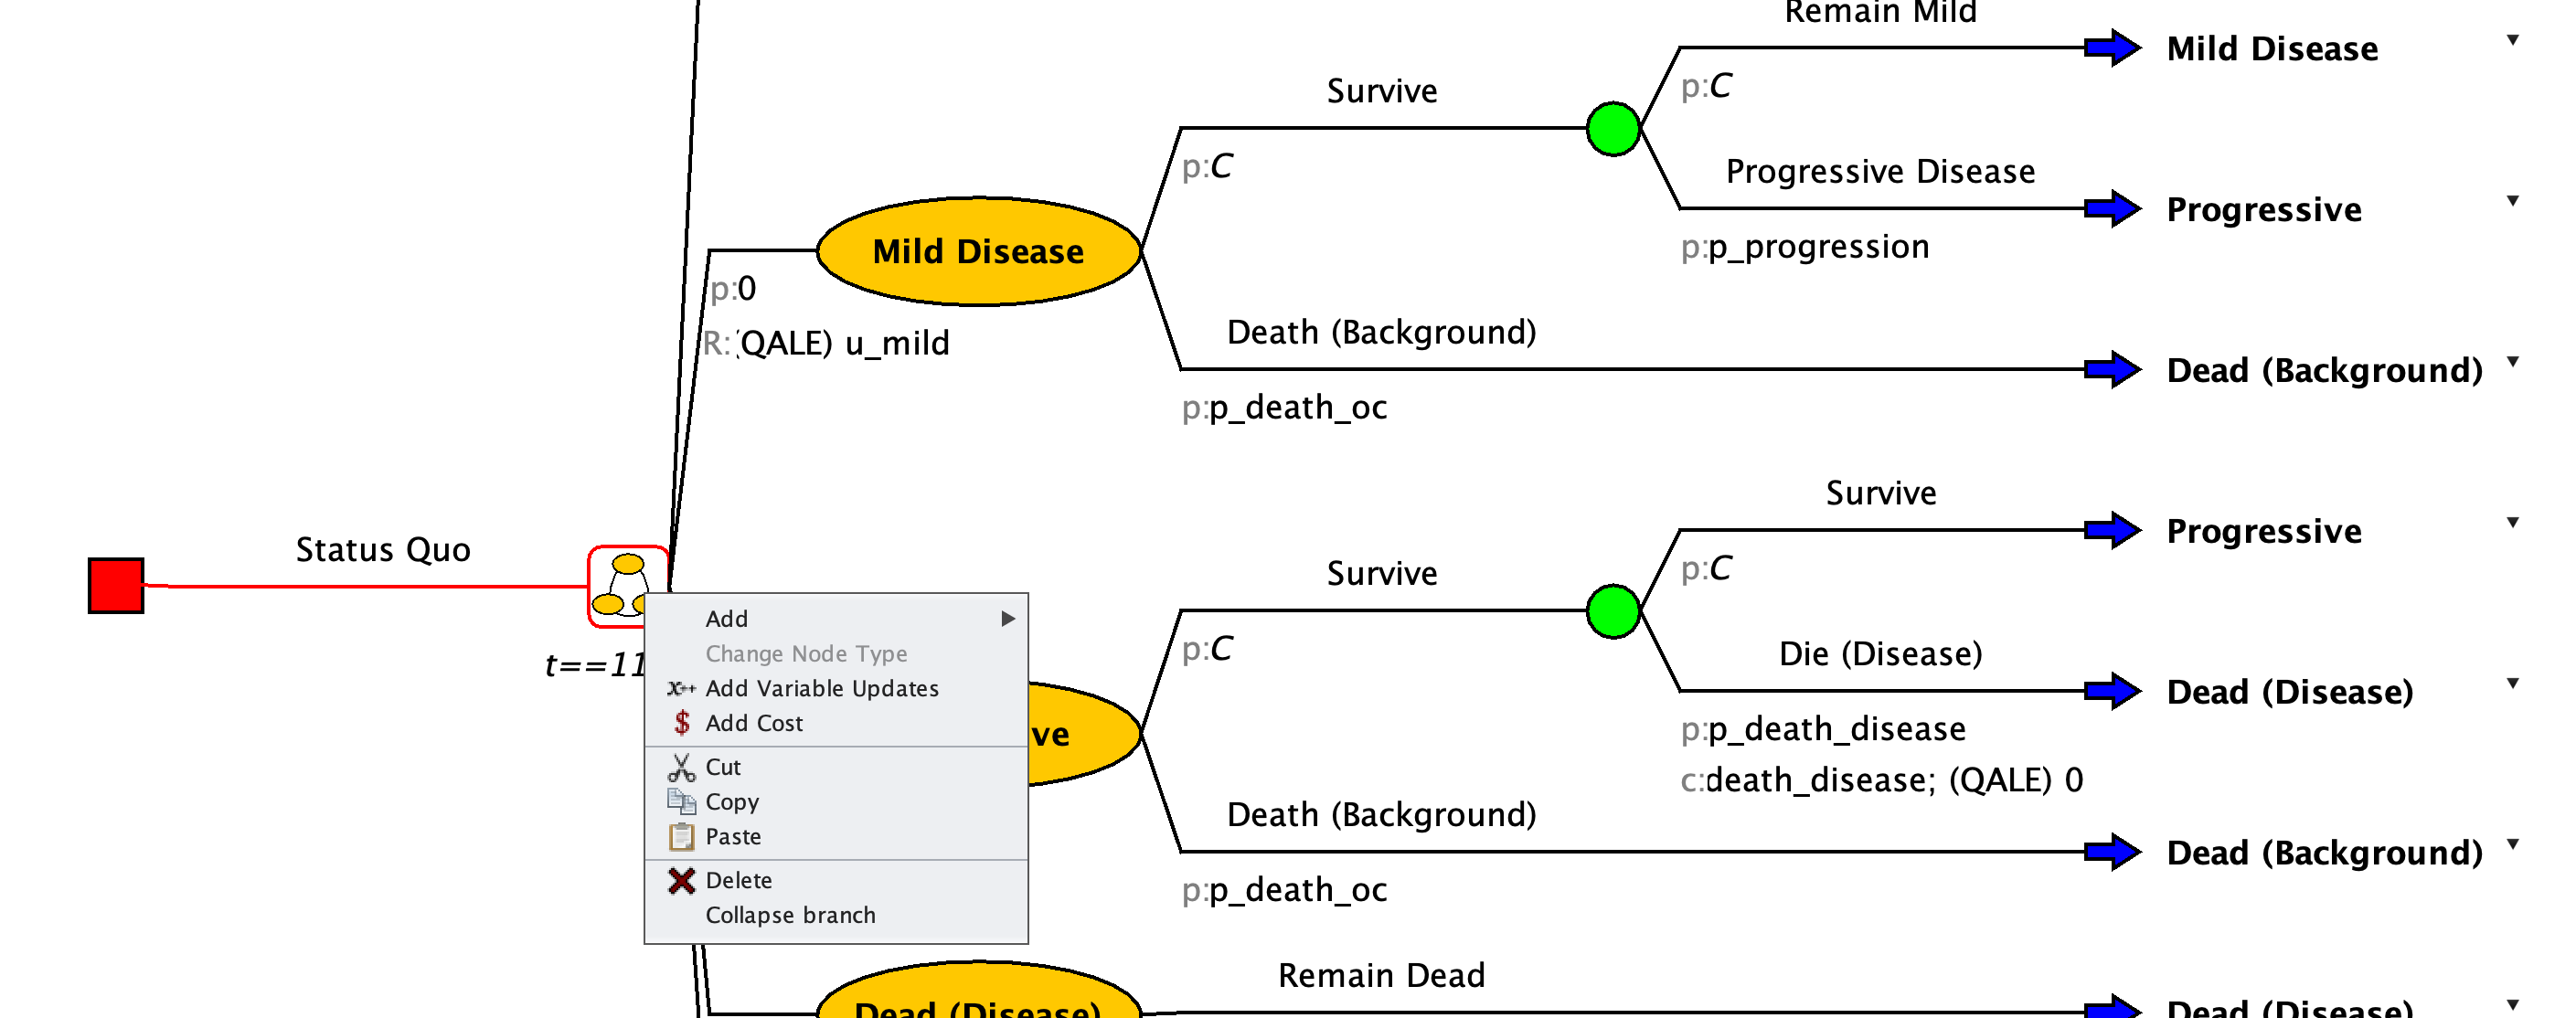 Remain Mild
Mild Disease
p:C
Survive
p:C
Progressive Disease
Progressive
p:p_progression
Mild Disease
p:0
R:(QALE) u_mild
Death (Background)
Dead (Background)
p:p_death_oc
Status Quo
t==11
Add
Change Node Type
Add Variable Updates
Add Cost
Cut
Copy
Paste
Delete
Collapse branch
Survive
Progressive
p:C
Survive
p:C
Die (Disease)
Dead (Disease)
p:p_death_disease
c:death_disease; (QALE) 0
ve
Death (Background)
Dead (Background)
p:p_death_oc
Remain Dead
Dead (Disease)
Dead (Disease)